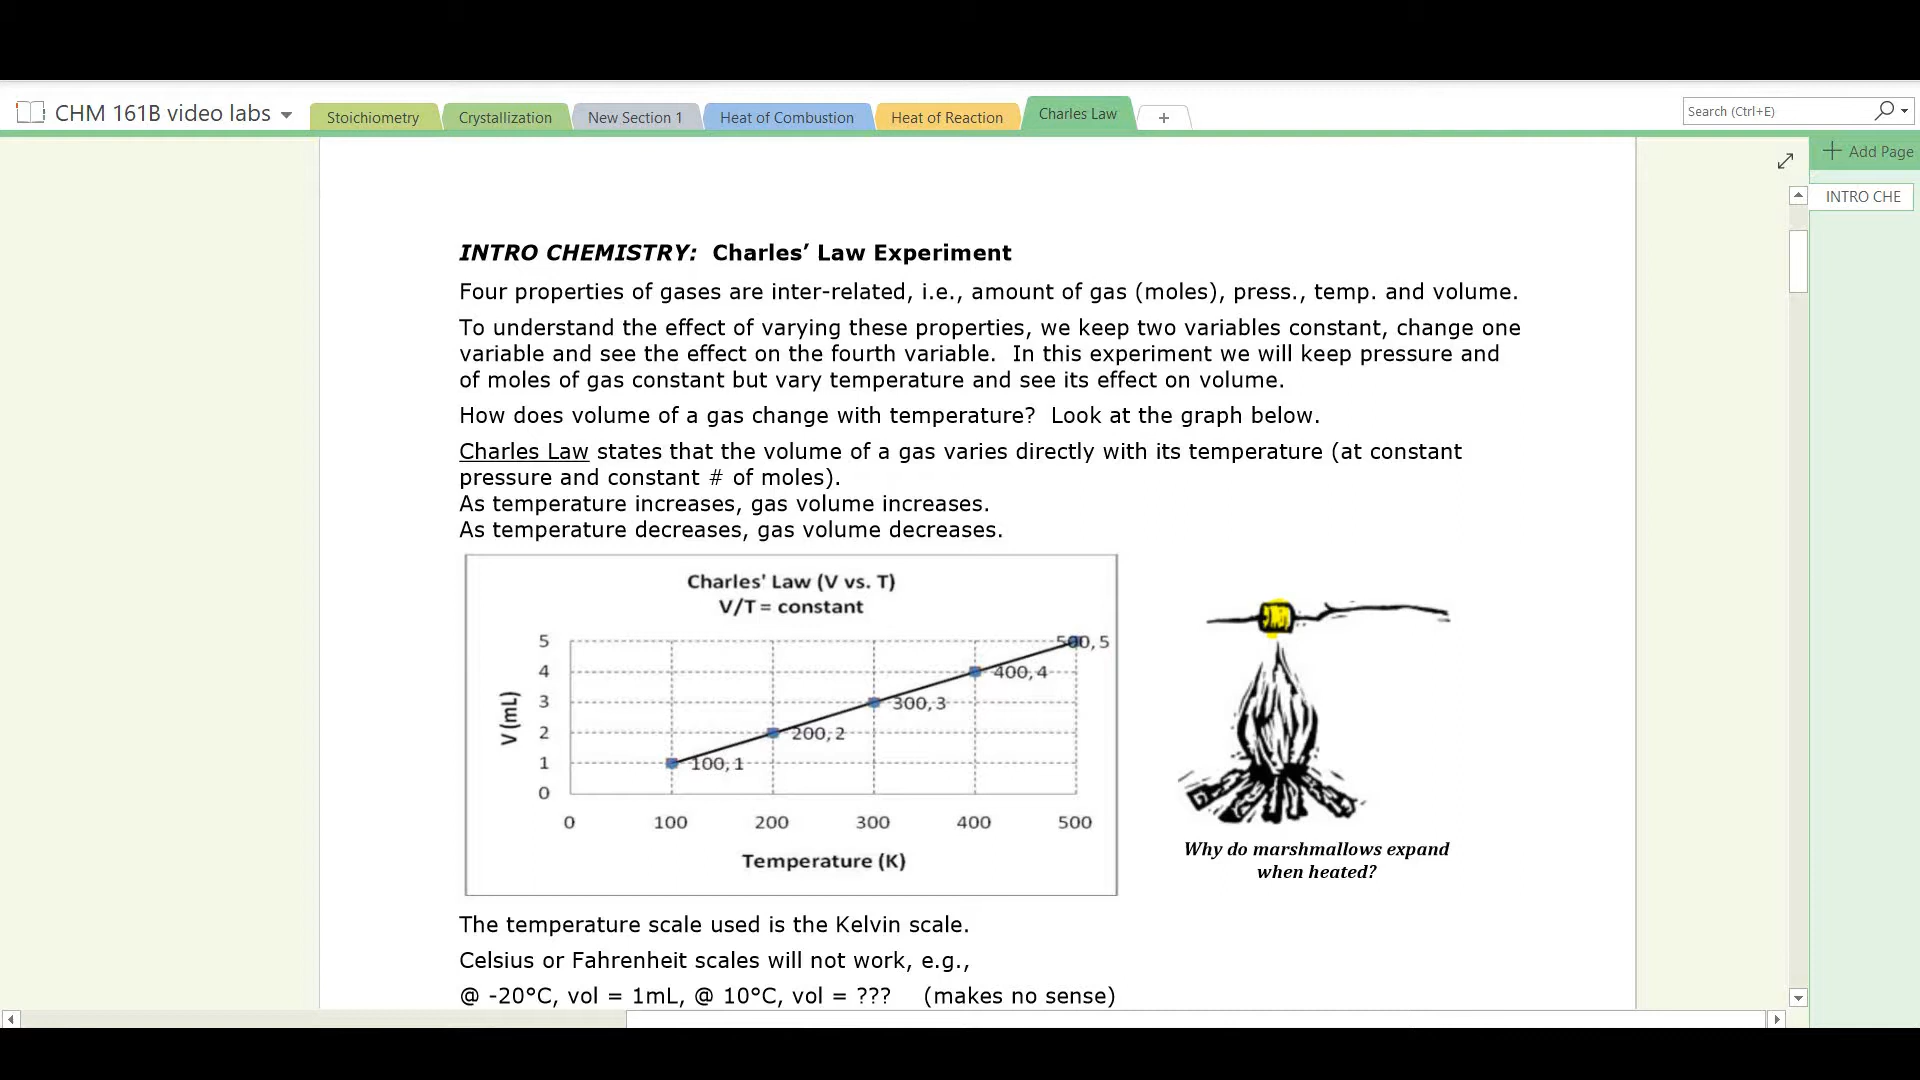 CHM 161B video labs
Stoichiometry
Crystallization
New Section 1
Heat of Combustion
Heat of Reaction
Charles Law
+
Search (Ctrl+E)
Add Page
INTRO CHE
INTRO CHEMISTRY: Charles’ Law Experiment
Four properties of gases are inter-related, i.e., amount of gas (moles), press., temp. and volume.
To understand the effect of varying these properties, we keep two variables constant, change one
variable and see the effect on the fourth variable. In this experiment we will keep pressure and
of moles of gas constant but vary temperature and see its effect on volume.
How does volume of a gas change with temperature? Look at the graph below.
Charles Law states that the volume of a gas varies directly with its temperature (at constant
pressure and constant # of moles).
As temperature increases, gas volume increases.
As temperature decreases, gas volume decreases.
Charles' Law (V vs. T)
V/T = constant
V (mL)
5
4
3
2
1
0
500, 5
400, 4
300, 3
200, 2
100, 1
0 100 200 300 400 500
Temperature (K)
Why do marshmallows expand
when heated?
The temperature scale used is the Kelvin scale.
Celsius or Fahrenheit scales will not work, e.g.,
@ -20°C, vol = 1mL, @ 10°C, vol = ??? (makes no sense)